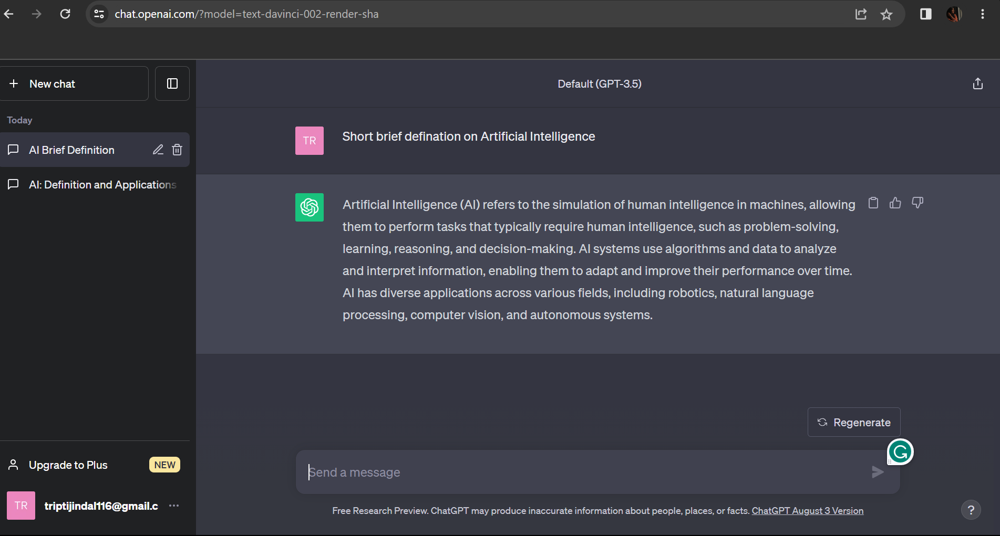 chat.openai.com/?model=text-davinci-002-render-sha
+ New chat
Default (GPT-3.5)
Today
AI Brief Definition
AI: Definition and Applications
TR
Short brief defination on Artificial Intelligence
Artificial Intelligence (AI) refers to the simulation of human intelligence in machines, allowing
them to perform tasks that typically require human intelligence, such as problem-solving,
learning, reasoning, and decision-making. AI systems use algorithms and data to analyze
and interpret information, enabling them to adapt and improve their performance over time.
AI has diverse applications across various fields, including robotics, natural language
processing, computer vision, and autonomous systems.
Regenerate
G
Send a message
Upgrade to Plus NEW
TR triptijindal116@gmail.c ...
Free Research Preview. ChatGPT may produce inaccurate information about people, places, or facts. ChatGPT August 3 Version
?